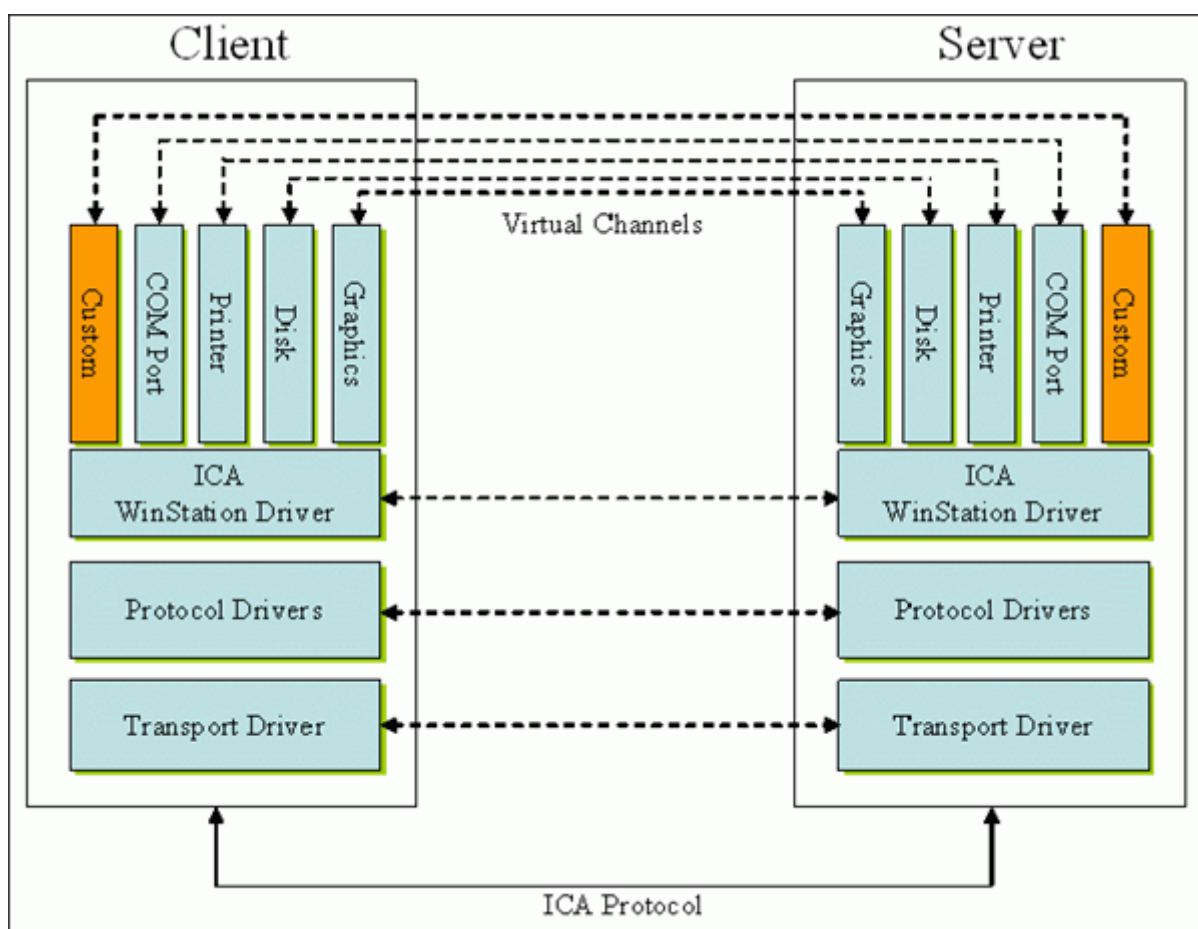 Client
Server
Virtual Channels
Custom
COM Port
Printer
Disk
Graphics
Graphics
Disk
Printer
COM Port
Custom
ICA
WinStation Driver
ICA
WinStation Driver
Protocol Drivers
Protocol Drivers
Transport Driver
Transport Driver
ICA Protocol